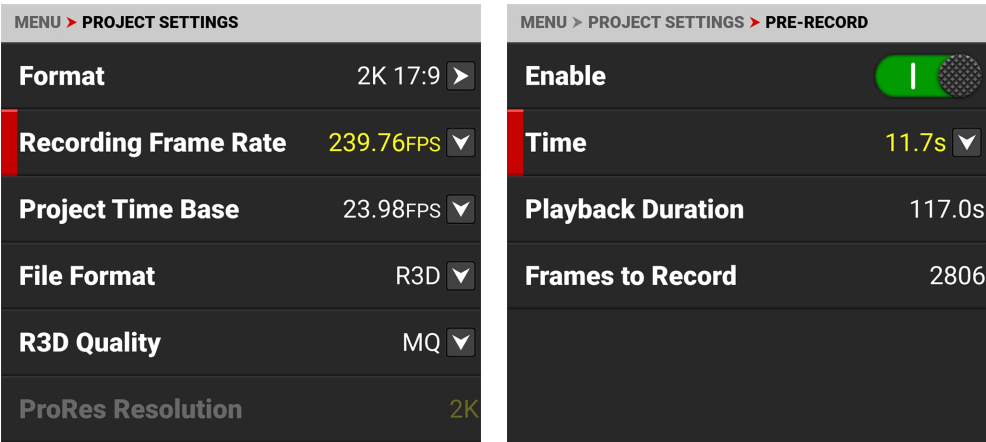 MENU > PROJECT SETTINGS
Format 2K 17:9
Recording Frame Rate 239.76FPS
Project Time Base 23.98FPS
File Format R3D
R3D Quality MQ
ProRes Resolution 2K
MENU > PROJECT SETTINGS > PRE-RECORD
Enable
Time 11.7s
Playback Duration 117.0s
Frames to Record 2806